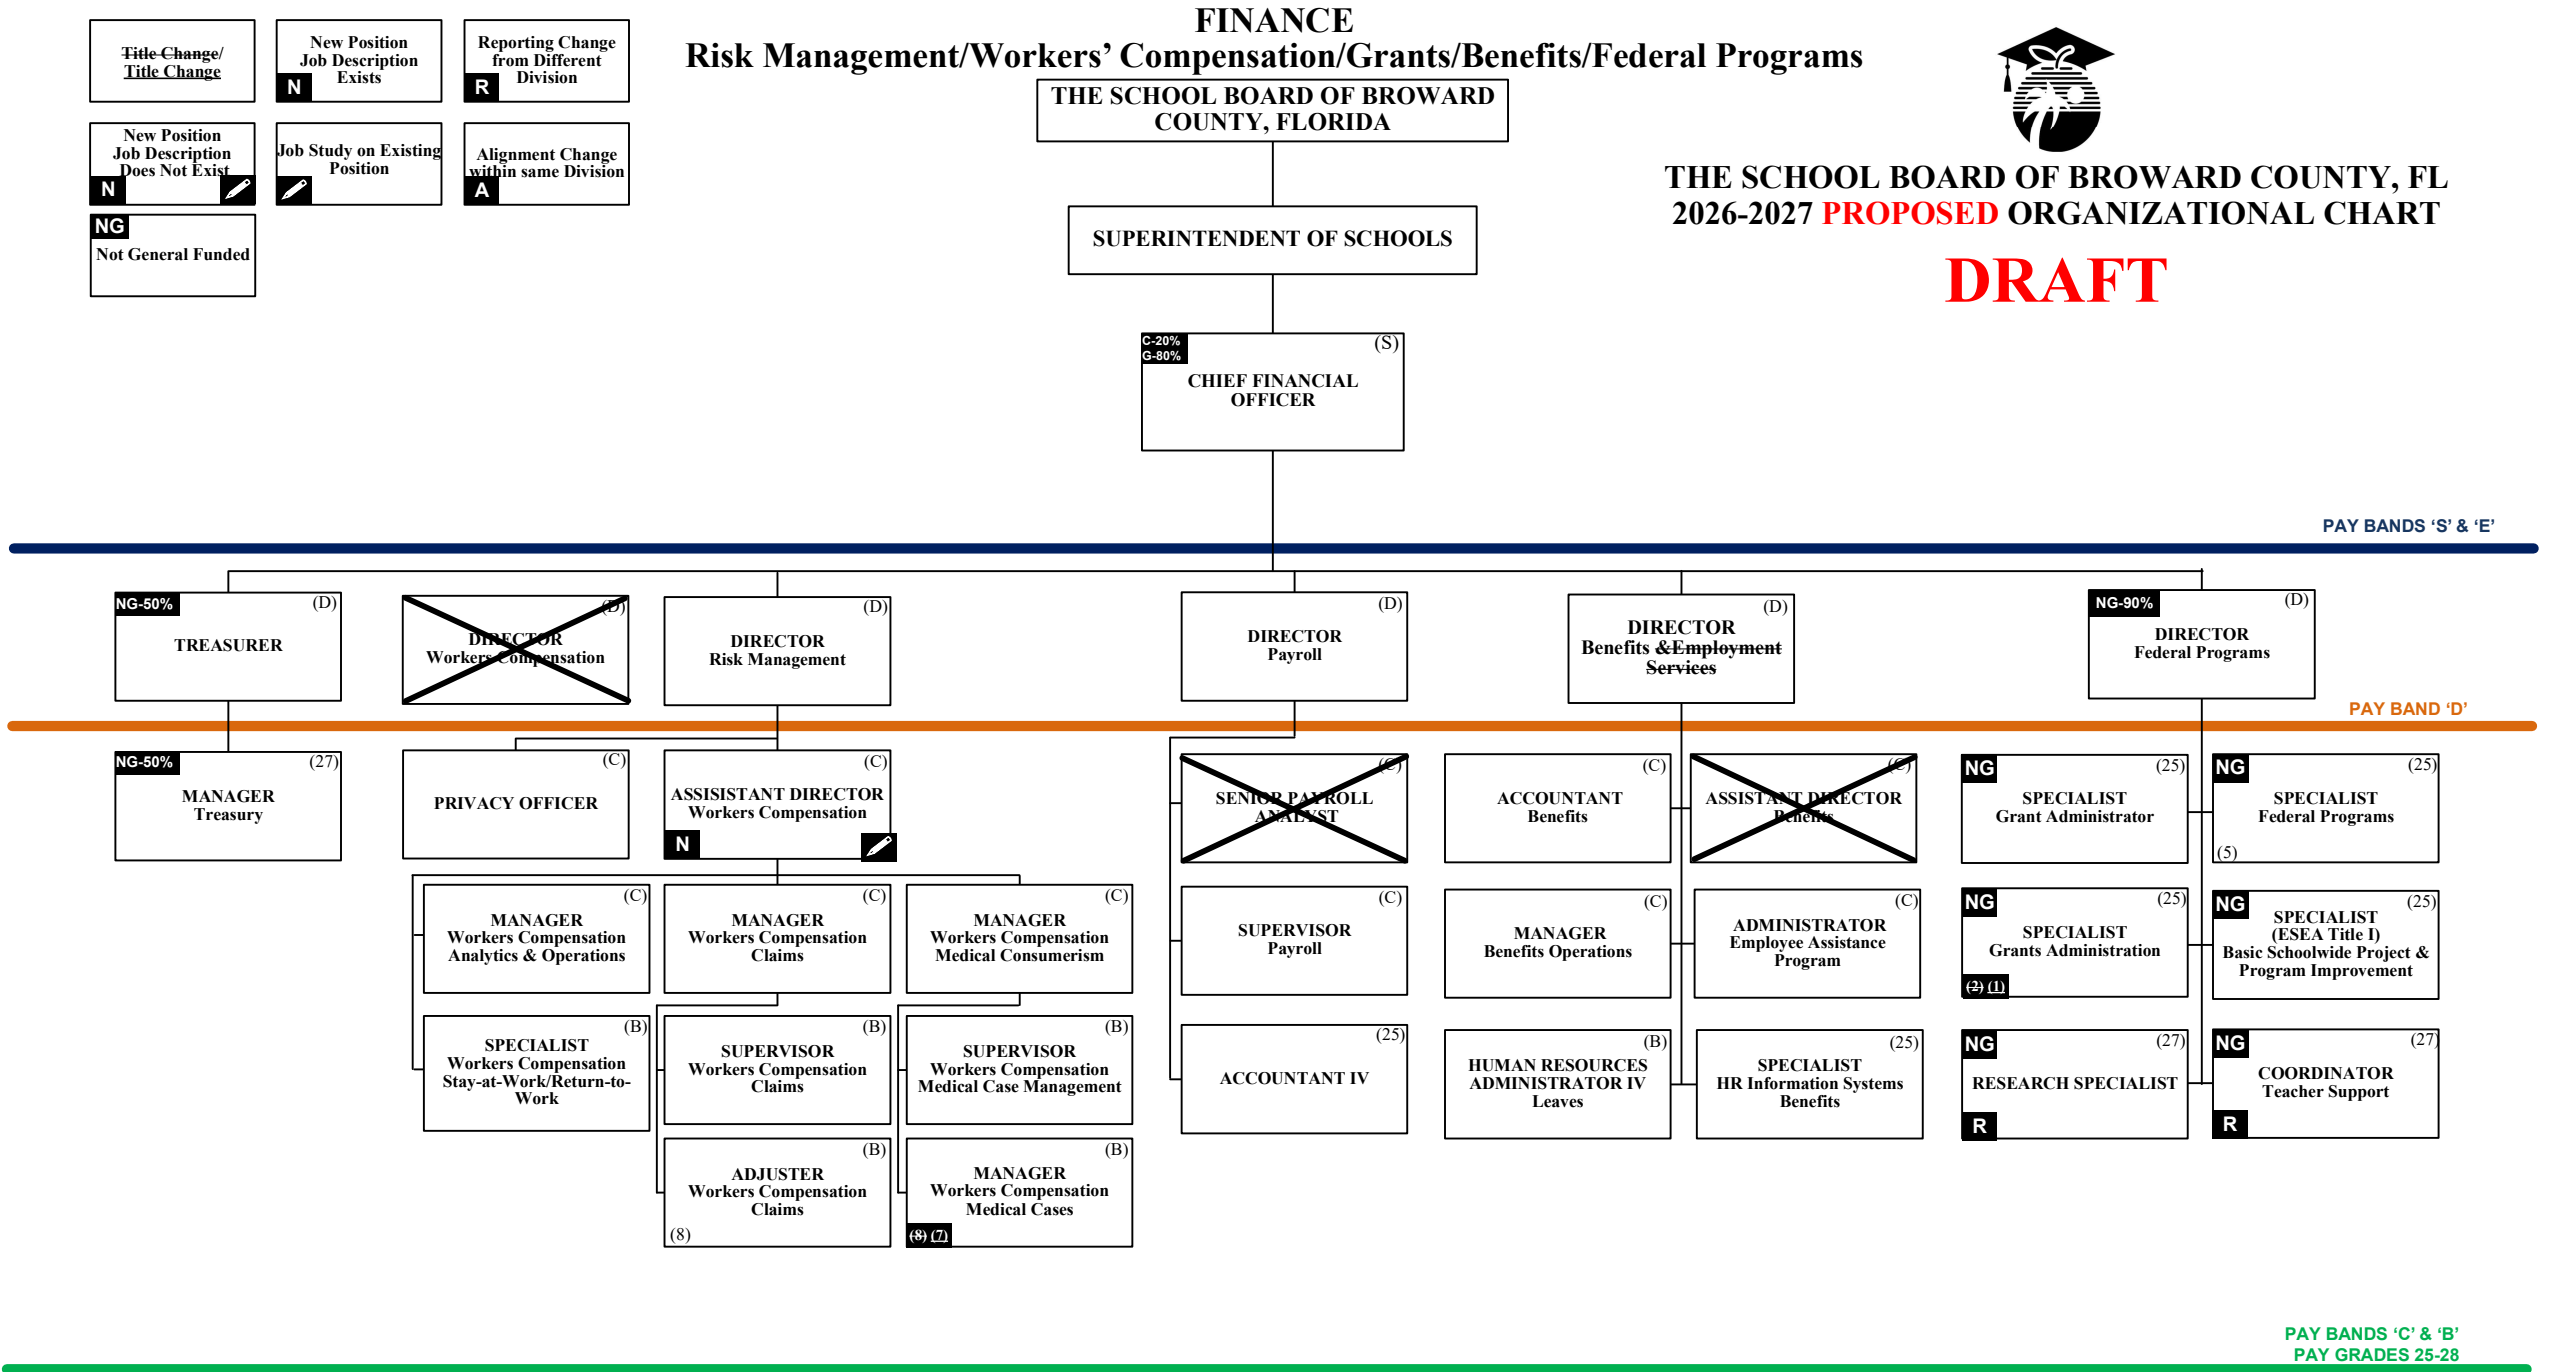 FINANCE
Risk Management/Workers’ Compensation/Grants/Benefits/Federal Programs
Title Change/
Title Change
New Position
Job Description
Exists
N
Reporting Change
from Different
Division
R
New Position
Job Description
Does Not Exist
N
Job Study on Existing
Position
Alignment Change
within same Division
A
NG
Not General Funded
THE SCHOOL BOARD OF BROWARD
COUNTY, FLORIDA
SUPERINTENDENT OF SCHOOLS
THE SCHOOL BOARD OF BROWARD COUNTY, FL
2026-2027 PROPOSED ORGANIZATIONAL CHART
DRAFT
C-20%
G-80%
(S)
CHIEF FINANCIAL
OFFICER
PAY BANDS ‘S’ & ‘E’
NG-50%
(D)
TREASURER
(D)
DIRECTOR
Workers Compensation
(D)
DIRECTOR
Risk Management
(D)
DIRECTOR
Payroll
(D)
DIRECTOR
Benefits &Employment
Services
NG-90%
(D)
DIRECTOR
Federal Programs
PAY BAND ‘D’
NG-50%
(27)
MANAGER
Treasury
(C)
PRIVACY OFFICER
(C)
ASSISISTANT DIRECTOR
Workers Compensation
N
(C)
SENIOR PAYROLL
ANALYST
(C)
ACCOUNTANT
Benefits
(C)
ASSISTANT DIRECTOR
Benefits
NG
(25)
SPECIALIST
Grant Administrator
NG
(25)
SPECIALIST
Federal Programs
(5)
(C)
MANAGER
Workers Compensation
Analytics & Operations
(C)
MANAGER
Workers Compensation
Claims
(C)
MANAGER
Workers Compensation
Medical Consumerism
(C)
SUPERVISOR
Payroll
(C)
MANAGER
Benefits Operations
(C)
ADMINISTRATOR
Employee Assistance
Program
NG
(25)
SPECIALIST
Grants Administration
(2) (1)
NG
(25)
SPECIALIST
(ESEA Title I)
Basic Schoolwide Project &
Program Improvement
(B)
SPECIALIST
Workers Compensation
Stay-at-Work/Return-to-
Work
(B)
SUPERVISOR
Workers Compensation
Claims
(B)
SUPERVISOR
Workers Compensation
Medical Case Management
(25)
ACCOUNTANT IV
(B)
HUMAN RESOURCES
ADMINISTRATOR IV
Leaves
(25)
SPECIALIST
HR Information Systems
Benefits
NG
(27)
RESEARCH SPECIALIST
R
NG
(27)
COORDINATOR
Teacher Support
R
(B)
ADJUSTER
Workers Compensation
Claims
(8)
(B)
MANAGER
Workers Compensation
Medical Cases
(8) (7)
PAY BANDS ‘C’ & ‘B’
PAY GRADES 25-28